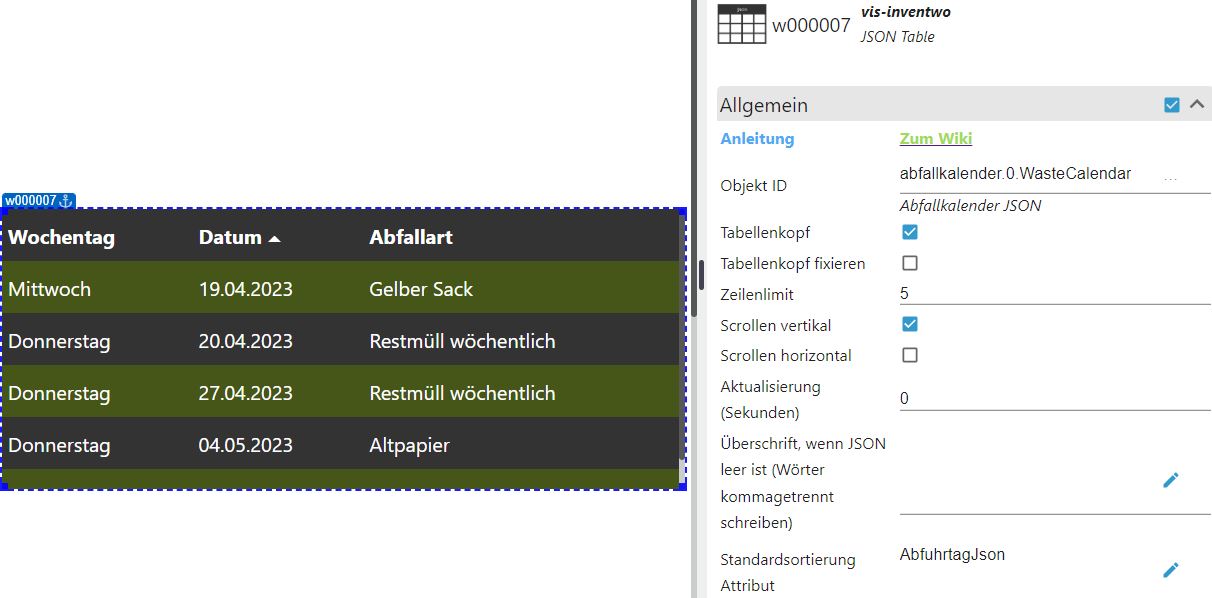 w000007
Wochentag Datum Abfallart
Mittwoch 19.04.2023 Gelber Sack
Donnerstag 20.04.2023 Restmüll wöchentlich
Donnerstag 27.04.2023 Restmüll wöchentlich
Donnerstag 04.05.2023 Altpapier
json
w000007
vis-inventwo
JSON Table
Allgemein
Anleitung Zum Wiki
Objekt ID abfallkalender.0.WasteCalendar ...
Abfallkalender JSON
Tabellenkopf
Tabellenkopf fixieren
Zeilenlimit 5
Scrollen vertikal
Scrollen horizontal
Aktualisierung
(Sekunden) 0
Überschrift, wenn JSON
leer ist (Wörter
kommagetrennt
schreiben)
Standardsortierung AbfuhrtagJson
Attribut